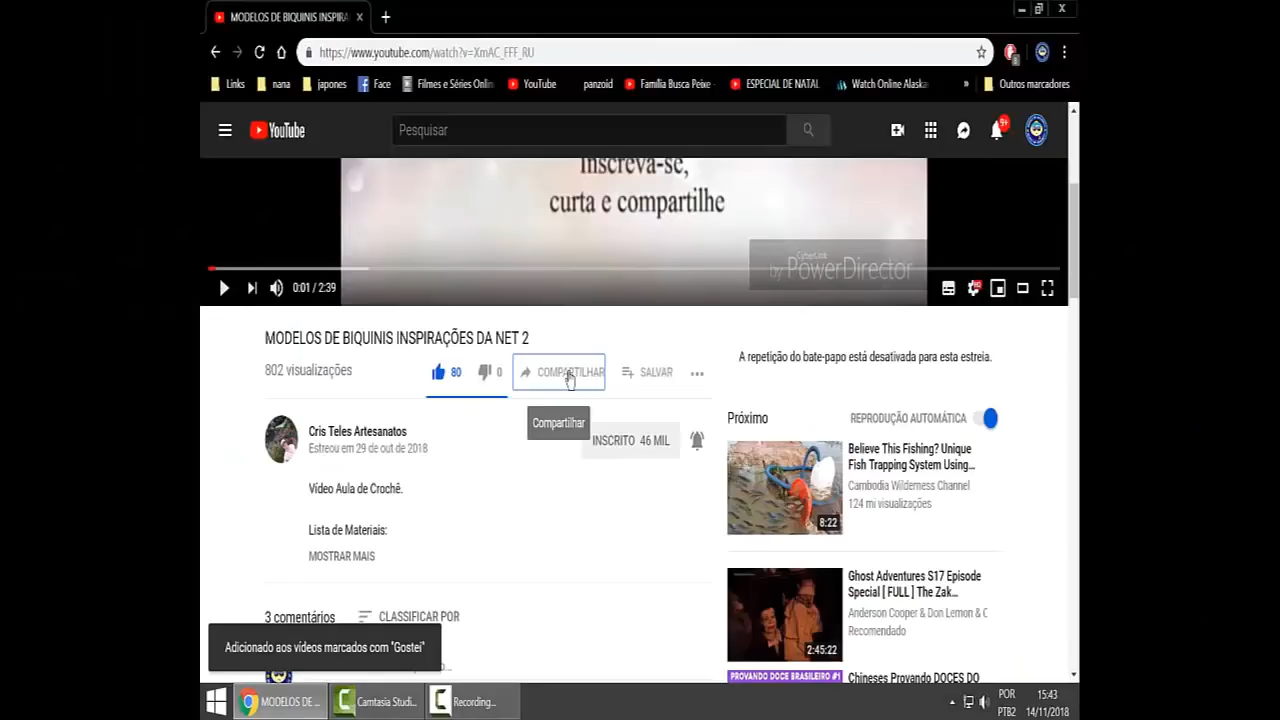 MODELOS DE BIQUINIS INSPIRA
https://www.youtube.com/watch?v=XmAC_FFF_RU
Links nana japones Face Filmes e Séries Onlin YouTube panzoid Família Busca Peixe ESPECIAL DE NATAL Watch Online Alaska » Outros marcadores
YouTube Pesquisar 9+
Inscreva-se,
curta e compartilhe
CyberLink
by PowerDirector
0:01 / 2:39
MODELOS DE BIQUINIS INSPIRAÇÕES DA NET 2
802 visualizações 80 0 COMPARTILHAR SALVAR
Compartilhar
Cris Teles Artesanatos
Estreou em 29 de out de 2018
INSCRITO 46 MIL
Vídeo Aula de Crochê.
Lista de Materiais:
MOSTRAR MAIS
3 comentários CLASSIFICAR POR
Adicionado aos vídeos marcados com "Gostei"
A repetição do bate-papo está desativada para esta estreia.
Próximo REPRODUÇÃO AUTOMÁTICA
Believe This Fishing? Unique
Fish Trapping System Using...
Cambodia Wilderness Channel
124 mi visualizações
8:22
Ghost Adventures S17 Episode
Special [ FULL ] The Zak...
Anderson Cooper & Don Lemon & C
Recomendado
2:45:22
PROVANDO DOCE BRASILEIRO #1
Chineses Provando DOCES DO
MODELOS DE ... Camtasia Studi... Recording...
POR
PTB2
15:43
14/11/2018